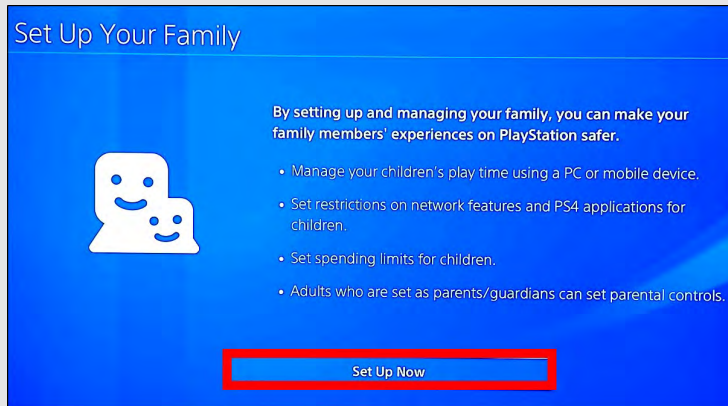 Set Up Your Family
By setting up and managing your family, you can make your
family members' experiences on PlayStation safer.
• Manage your children's play time using a PC or mobile device.
• Set restrictions on network features and PS4 applications for
children.
• Set spending limits for children.
• Adults who are set as parents/guardians can set parental controls.
Set Up Now